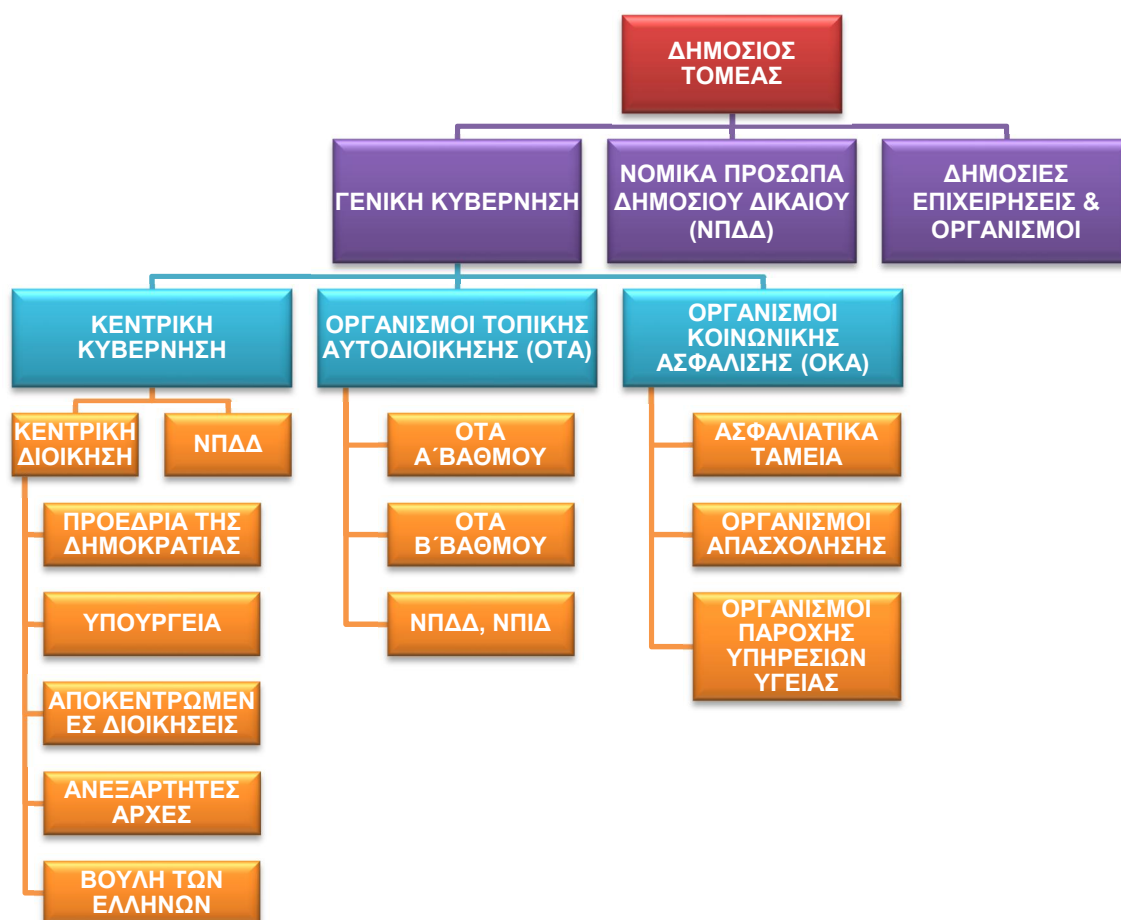 ΔΗΜΟΣΙΟΣ
ΤΟΜΕΑΣ
ΓΕΝΙΚΗ ΚΥΒΕΡΝΗΣΗ
ΝΟΜΙΚΑ ΠΡΟΣΩΠΑ
ΔΗΜΟΣΙΟΥ ΔΙΚΑΙΟΥ
(ΝΠΔΔ)
ΔΗΜΟΣΙΕΣ
ΕΠΙΧΕΙΡΗΣΕΙΣ &
ΟΡΓΑΝΙΣΜΟΙ
ΚΕΝΤΡΙΚΗ
ΚΥΒΕΡΝΗΣΗ
ΟΡΓΑΝΙΣΜΟΙ ΤΟΠΙΚΗΣ
ΑΥΤΟΔΙΟΙΚΗΣΗΣ (ΟΤΑ)
ΟΡΓΑΝΙΣΜΟΙ
ΚΟΙΝΩΝΙΚΗΣ
ΑΣΦΑΛΙΣΗΣ (ΟΚΑ)
ΚΕΝΤΡΙΚΗ
ΔΙΟΙΚΗΣΗ
ΝΠΔΔ
ΠΡΟΕΔΡΙΑ ΤΗΣ
ΔΗΜΟΚΡΑΤΙΑΣ
ΥΠΟΥΡΓΕΙΑ
ΑΠΟΚΕΝΤΡΩΜΕΝ
ΕΣ ΔΙΟΙΚΗΣΕΙΣ
ΑΝΕΞΑΡΤΗΤΕΣ
ΑΡΧΕΣ
ΒΟΥΛΗ ΤΩΝ
ΕΛΛΗΝΩΝ
ΟΤΑ
Α΄ΒΑΘΜΟΥ
ΟΤΑ
Β΄ΒΑΘΜΟΥ
ΝΠΔΔ, ΝΠΙΔ
ΑΣΦΑΛΙΑΤΙΚΑ
ΤΑΜΕΙΑ
ΟΡΓΑΝΙΣΜΟΙ
ΑΠΑΣΧΟΛΗΣΗΣ
ΟΡΓΑΝΙΣΜΟΙ
ΠΑΡΟΧΗΣ
ΥΠΗΡΕΣΙΩΝ
ΥΓΕΙΑΣ